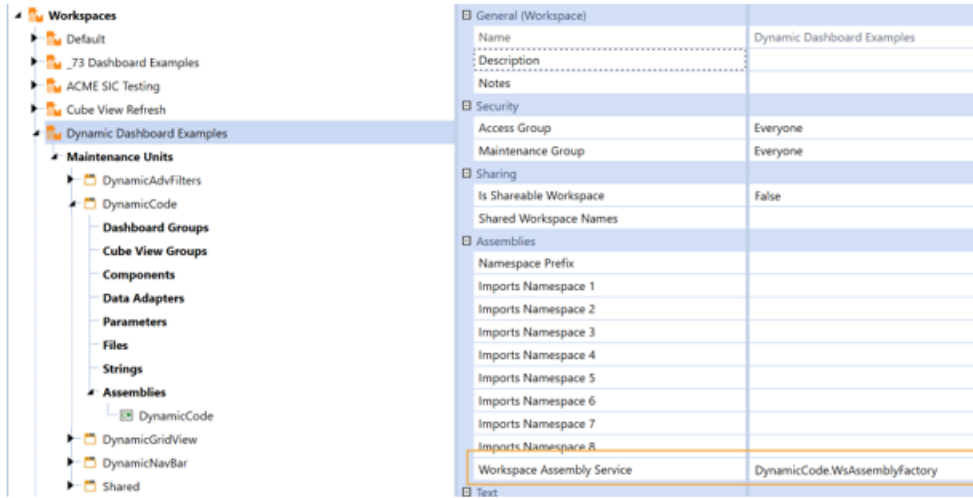 Workspaces
Default
_73 Dashboard Examples
ACME SIC Testing
Cube View Refresh
Dynamic Dashboard Examples
Maintenance Units
DynamicAdvFilters
DynamicCode
Dashboard Groups
Cube View Groups
Components
Data Adapters
Parameters
Files
Strings
Assemblies
DynamicCode
DynamicGridView
DynamicNavBar
Shared
General (Workspace)
Name Dynamic Dashboard Examples
Description
Notes
Security
Access Group Everyone
Maintenance Group Everyone
Sharing
Is Shareable Workspace False
Shared Workspace Names
Assemblies
Namespace Prefix
Imports Namespace 1
Imports Namespace 2
Imports Namespace 3
Imports Namespace 4
Imports Namespace 5
Imports Namespace 6
Imports Namespace 7
Imports Namespace 8
Workspace Assembly Service DynamicCode.WsAssemblyFactory
Text